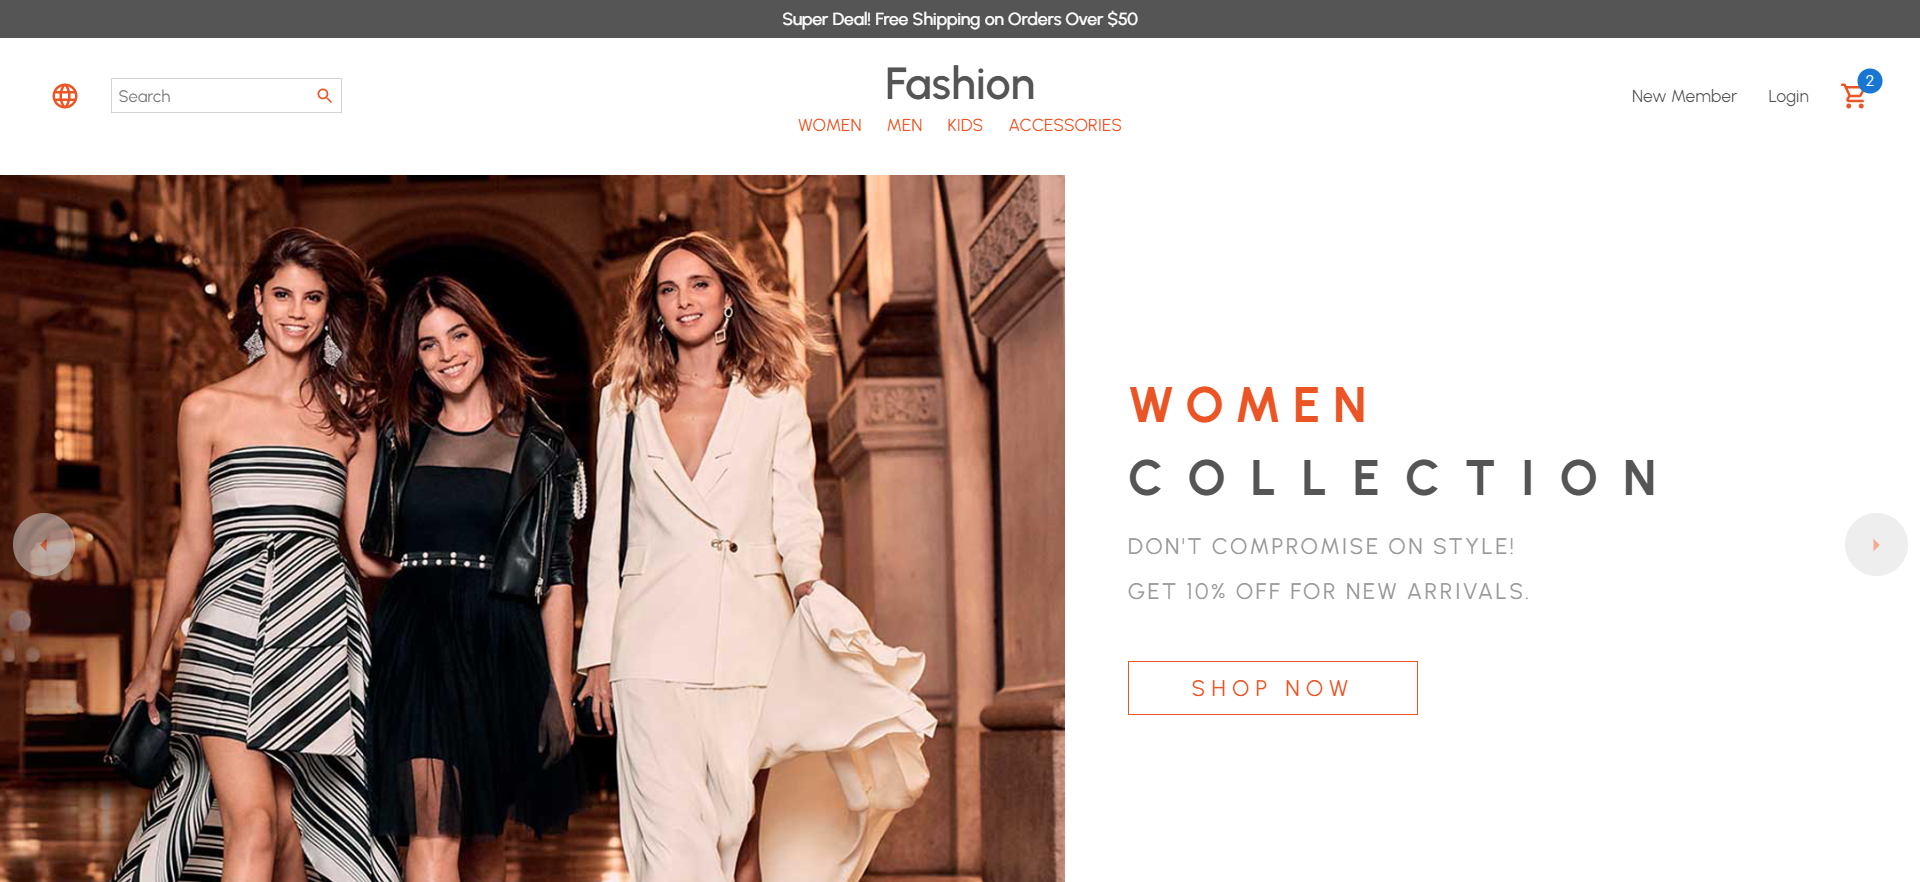 Super Deal! Free Shipping on Orders Over $50
Search
Fashion
New Member Login 2
WOMEN MEN KIDS ACCESSORIES
WOMEN
COLLECTION
DON'T COMPROMISE ON STYLE!
GET 10% OFF FOR NEW ARRIVALS.
SHOP NOW